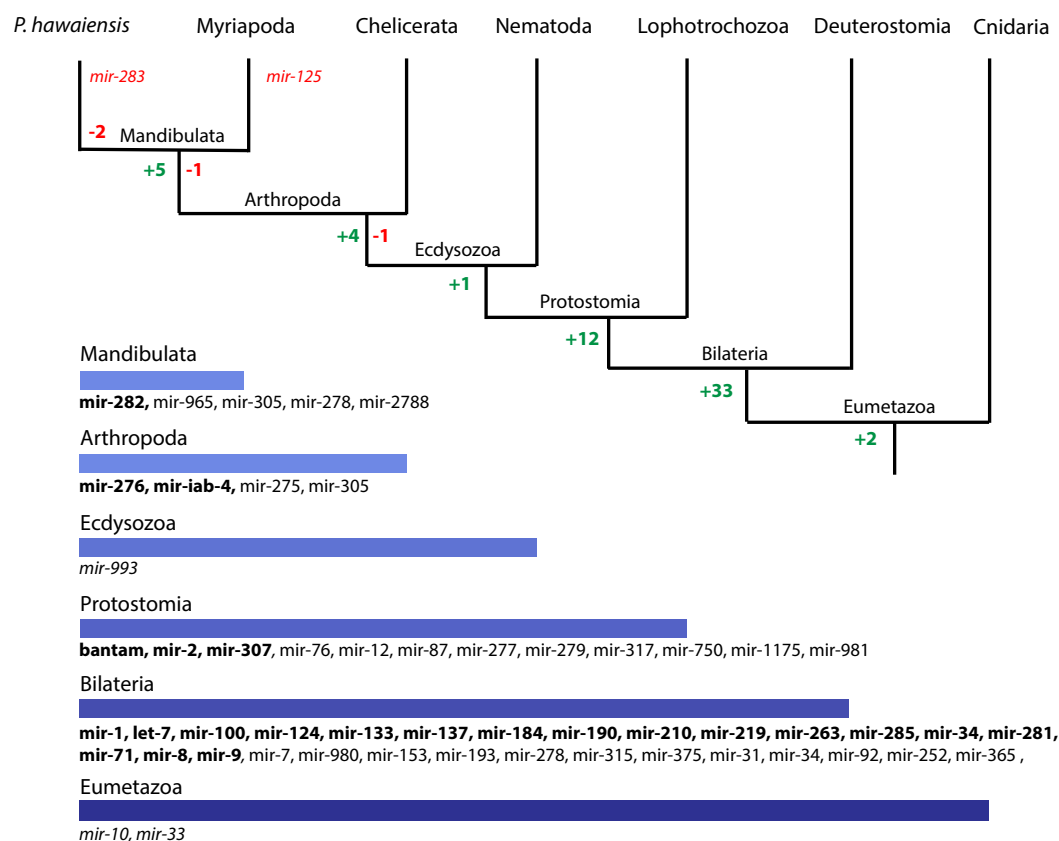 P. hawaiensis Myriapoda Chelicerata Nematoda Lophotrochozoa Deuterostomia Cnidaria
mir-283 mir-125
-2 Mandibulata
+5 -1
Arthropoda
+4 -1
Ecdysozoa
+1
Protostomia
+12
Bilateria
+33
Eumetazoa
+2
Mandibulata
mir-282, mir-965, mir-305, mir-278, mir-2788
Arthropoda
mir-276, mir-iab-4, mir-275, mir-305
Ecdysozoa
mir-993
Protostomia
bantam, mir-2, mir-307, mir-76, mir-12, mir-87, mir-277, mir-279, mir-317, mir-750, mir-1175, mir-981
Bilateria
mir-1, let-7, mir-100, mir-124, mir-133, mir-137, mir-184, mir-190, mir-210, mir-219, mir-263, mir-285, mir-34, mir-281,
mir-71, mir-8, mir-9, mir-7, mir-980, mir-153, mir-193, mir-278, mir-315, mir-375, mir-31, mir-34, mir-92, mir-252, mir-365 ,
Eumetazoa
mir-10, mir-33